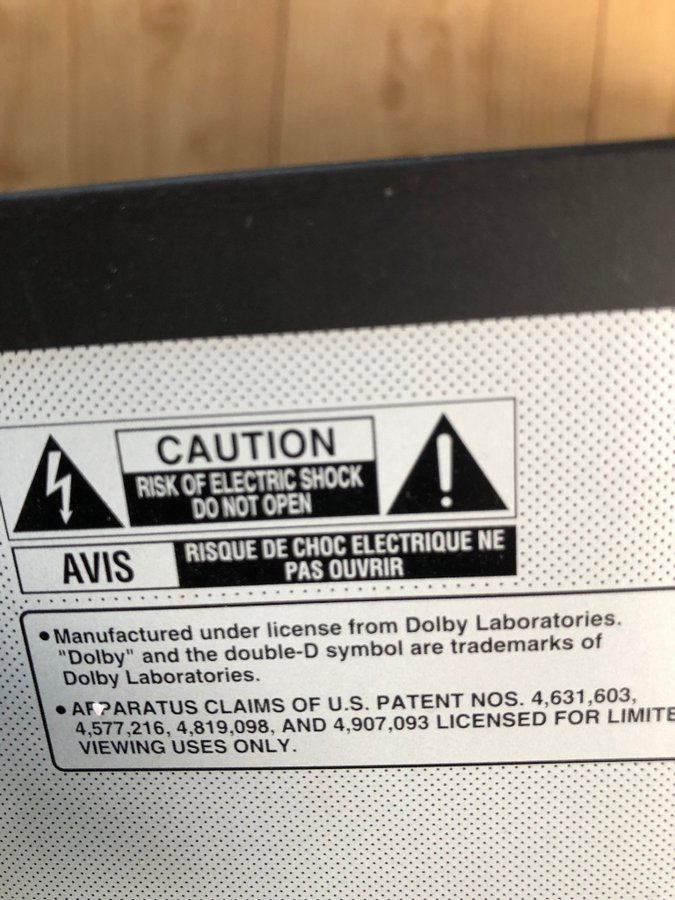 CAUTION
RISK OF ELECTRIC SHOCK
DO NOT OPEN
AVIS
RISQUE DE CHOC ELECTRIQUE NE
PAS OUVRIR
• Manufactured under license from Dolby Laboratories.
"Dolby" and the double-D symbol are trademarks of
Dolby Laboratories.
• APPARATUS CLAIMS OF U.S. PATENT NOS. 4,631,603,
4,577,216, 4,819,098, AND 4,907,093 LICENSED FOR LIMITE
VIEWING USES ONLY.